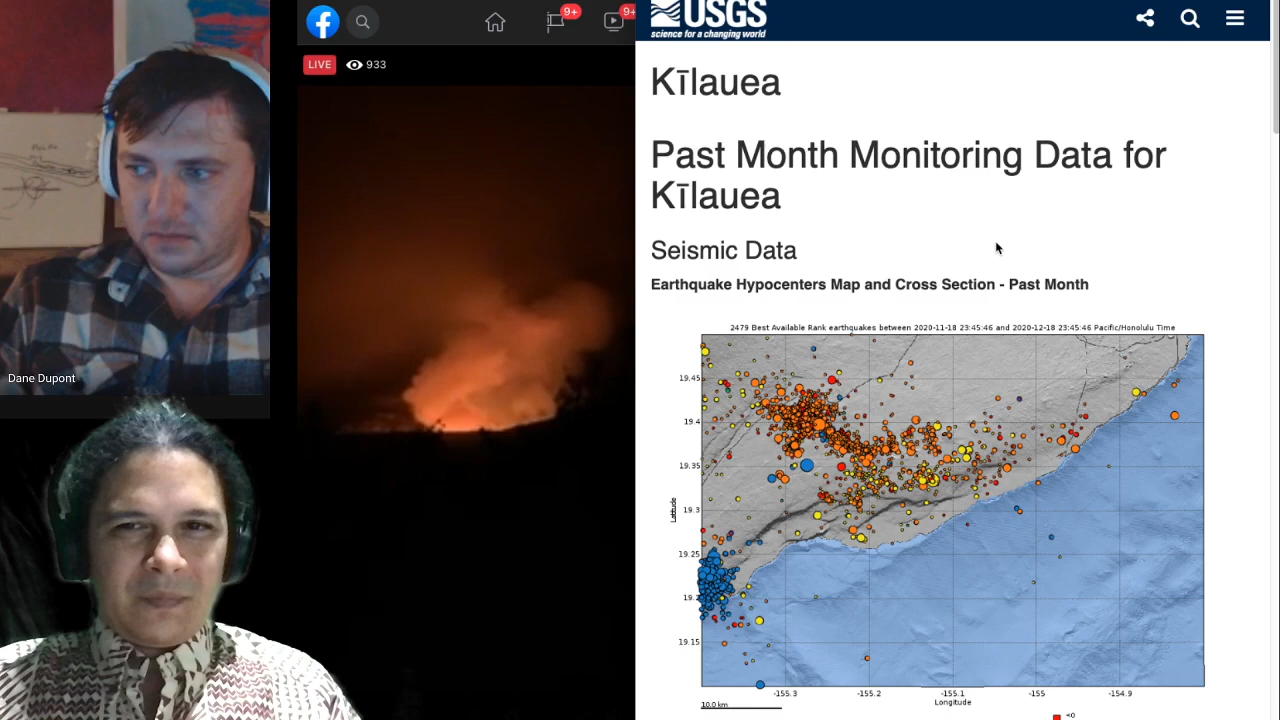 Dane Dupont
9+
9+
LIVE
933
USGS
science for a changing world
Kīlauea
Past Month Monitoring Data for
Kīlauea
Seismic Data
Earthquake Hypocenters Map and Cross Section - Past Month
2479 Best Available Rank earthquakes between 2020-11-18 23:45:46 and 2020-12-18 23:45:46 Pacific/Honolulu Time
19.45
19.4
19.35
19.3
19.25
19.2
19.15
Latitude
-155.3
-155.2
-155.1
-155
-154.9
Longitude
10.0 km
<0